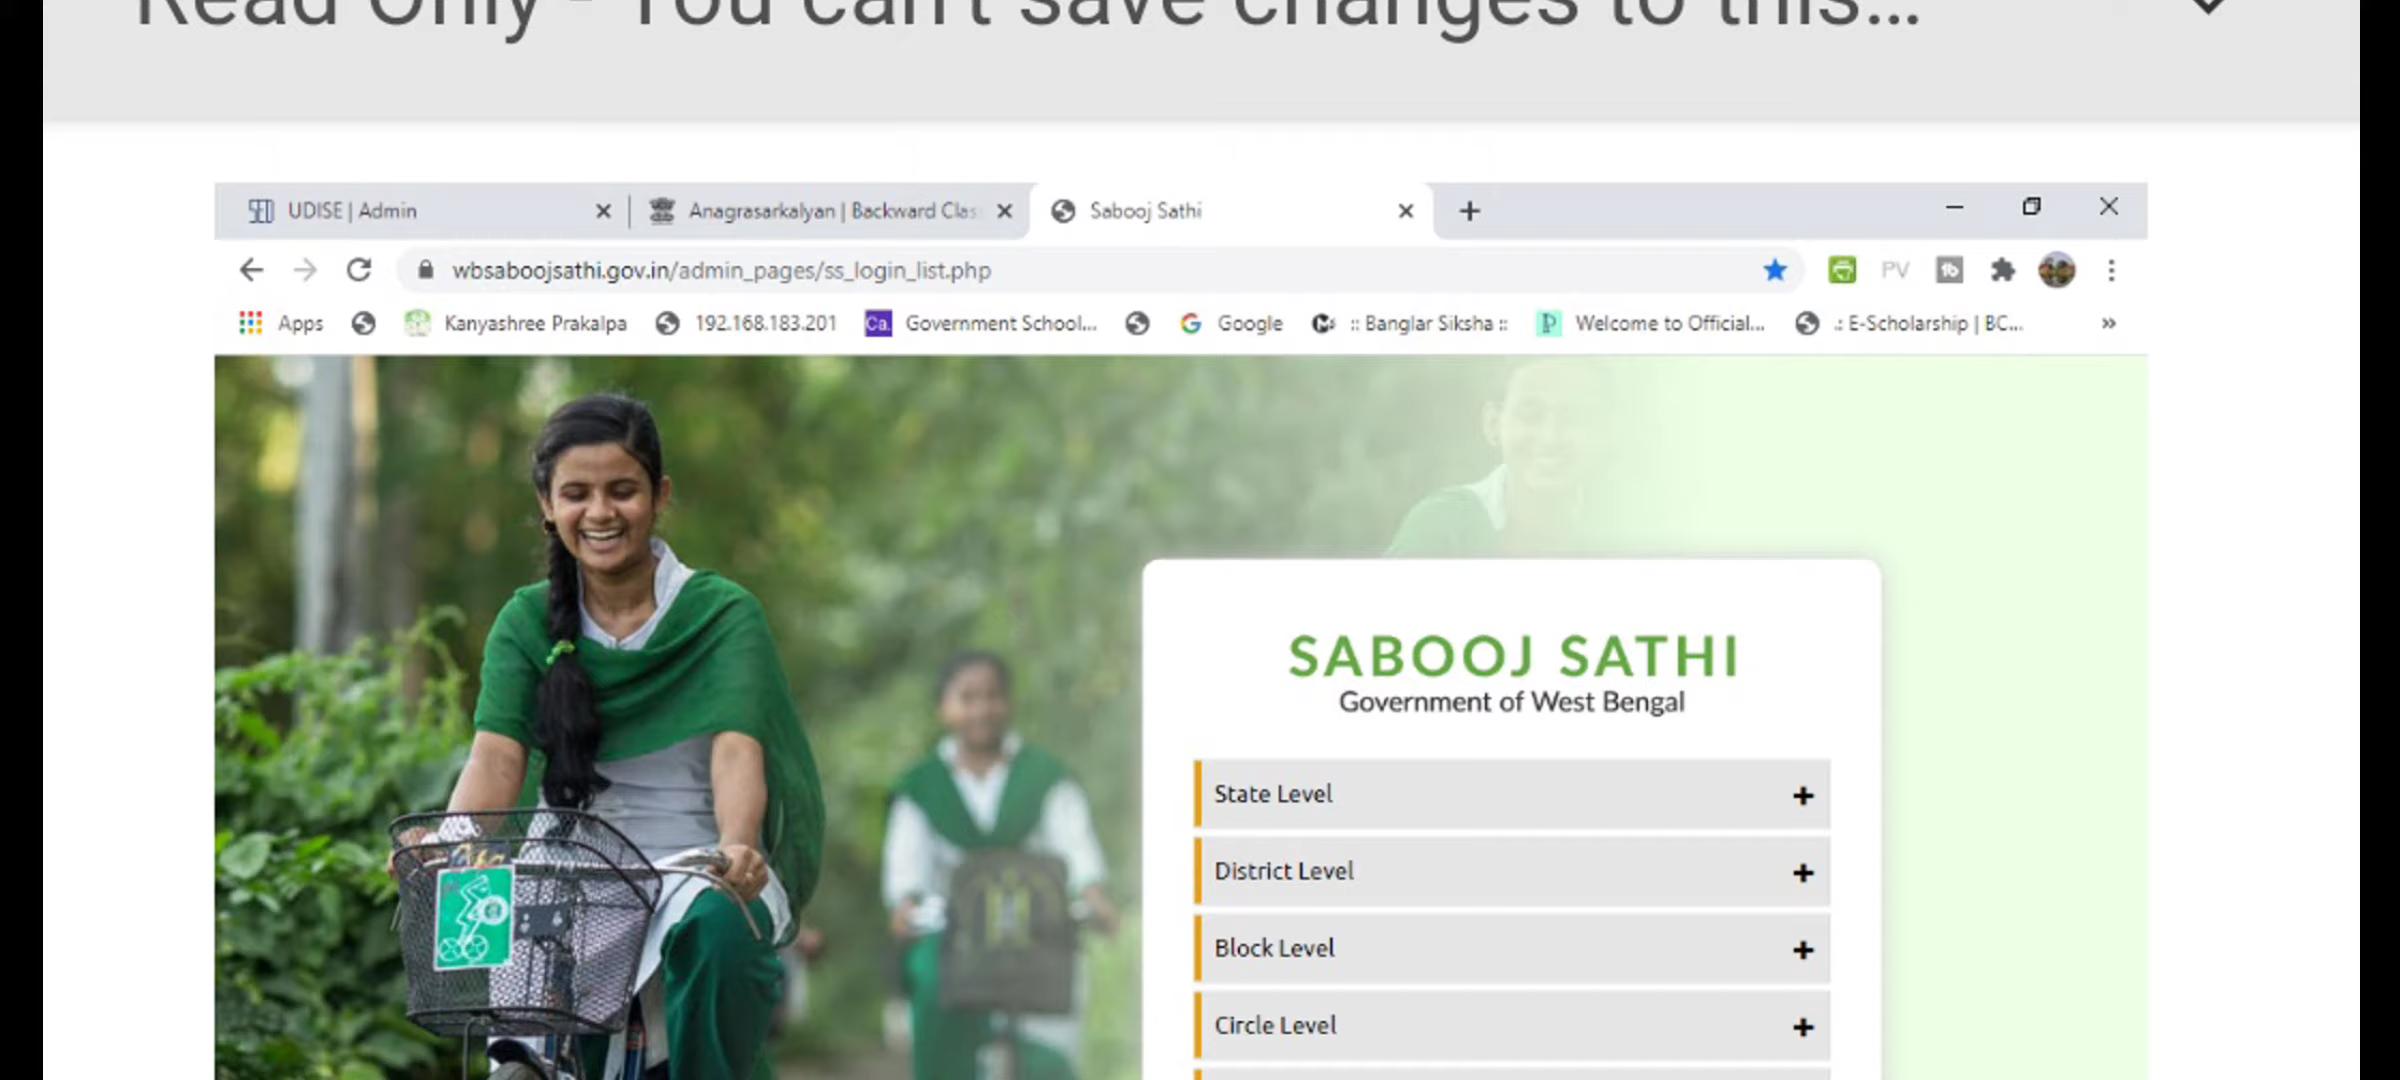 Read Only - You can't save changes to this...
UDISE | Admin
Anagrasarkalyan | Backward Clas
Sabooj Sathi
wbsaboojsathi.gov.in/admin_pages/ss_login_list.php
PV
Apps
Kanyashree Prakalpa
192.168.183.201
Ca.
Government School...
Google
:: Banglar Siksha ::
Welcome to Official...
.: E-Scholarship | BC...
SABOOJ SATHI
Government of West Bengal
State Level
District Level
Block Level
Circle Level